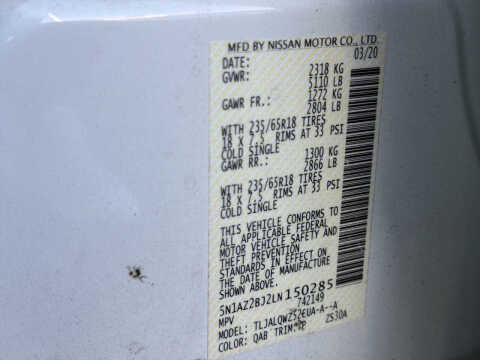 MFD BY NISSAN MOTOR CO., LTD.
DATE: 03/20
GVWR: 2318 KG
5110 LB
GAWR FR.: 1272 KG
2804 LB
WITH 235/65R18 TIRES
18 X 7.5 RIMS AT 33 PSI
COLD SINGLE
GAWR RR.: 1300 KG
2866 LB
WITH 235/65R18 TIRES
18 X 7.5 RIMS AT 33 PSI
COLD SINGLE
THIS VEHICLE CONFORMS TO
ALL APPLICABLE FEDERAL
MOTOR VEHICLE SAFETY AND
THEFT PREVENTION
STANDARDS IN EFFECT ON
THE DATE OF MANUFACTURE
SHOWN ABOVE.
5N1AZ2BJ2LN150285
MPV 742149
MODEL: TLJALQWZ52EUA-A--A
COLOR: QAB TRIM: ZS30A